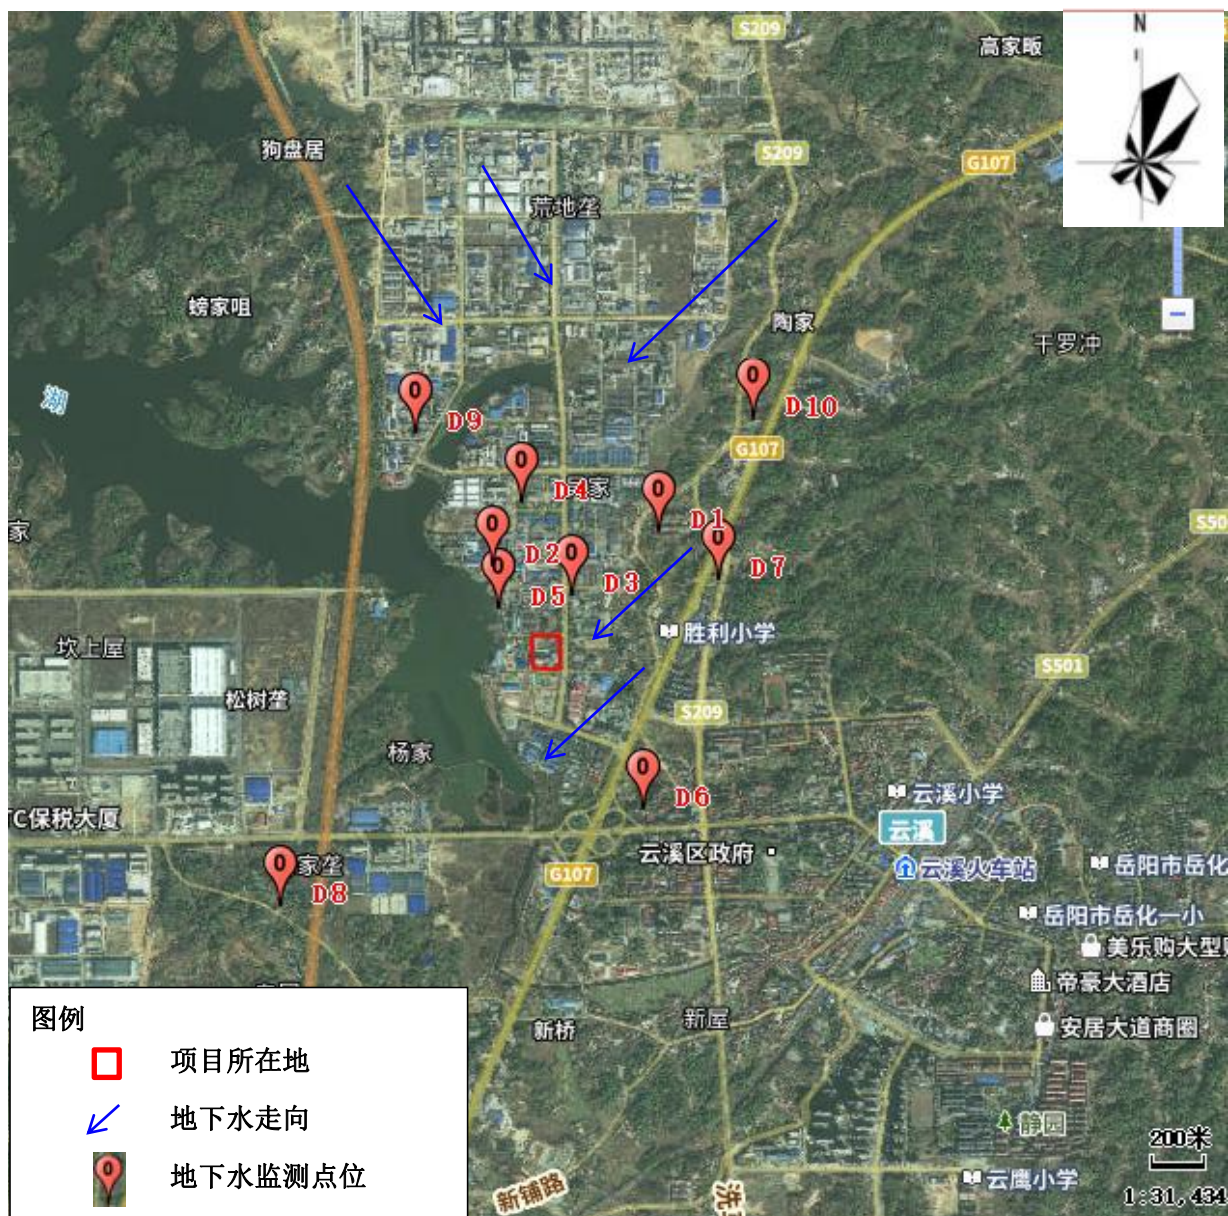 S209
N
高家畈
狗盘居
S209
G107
荒地垄
螃家咀
陶家
干罗冲
湖
D9
D10
G107
D4
家
D1
S50
家
D2
D3
D7
D5
胜利小学
坎上屋
S501
松树垄
S209
杨家
D6
云溪小学
TC保税大厦
云溪
云溪区政府
家垄
G107
云溪火车站
岳阳市岳化
D8
岳阳市岳化一小
美乐购大型
帝豪大酒店
新桥
新屋
安居大道商圈
图例
项目所在地
地下水走向
地下水监测点位
静园
200米
云鹰小学
新铺路
洗
1:31,434